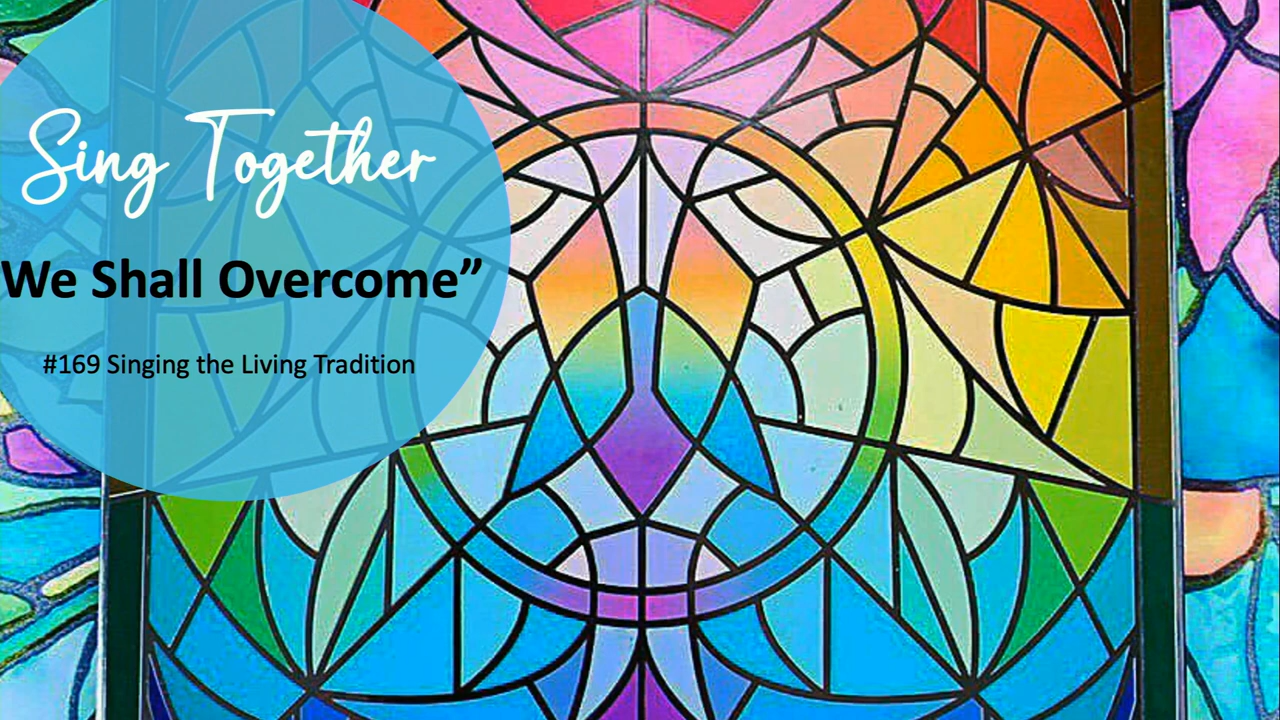 Sing Together
We Shall Overcome”
#169 Singing the Living Tradition